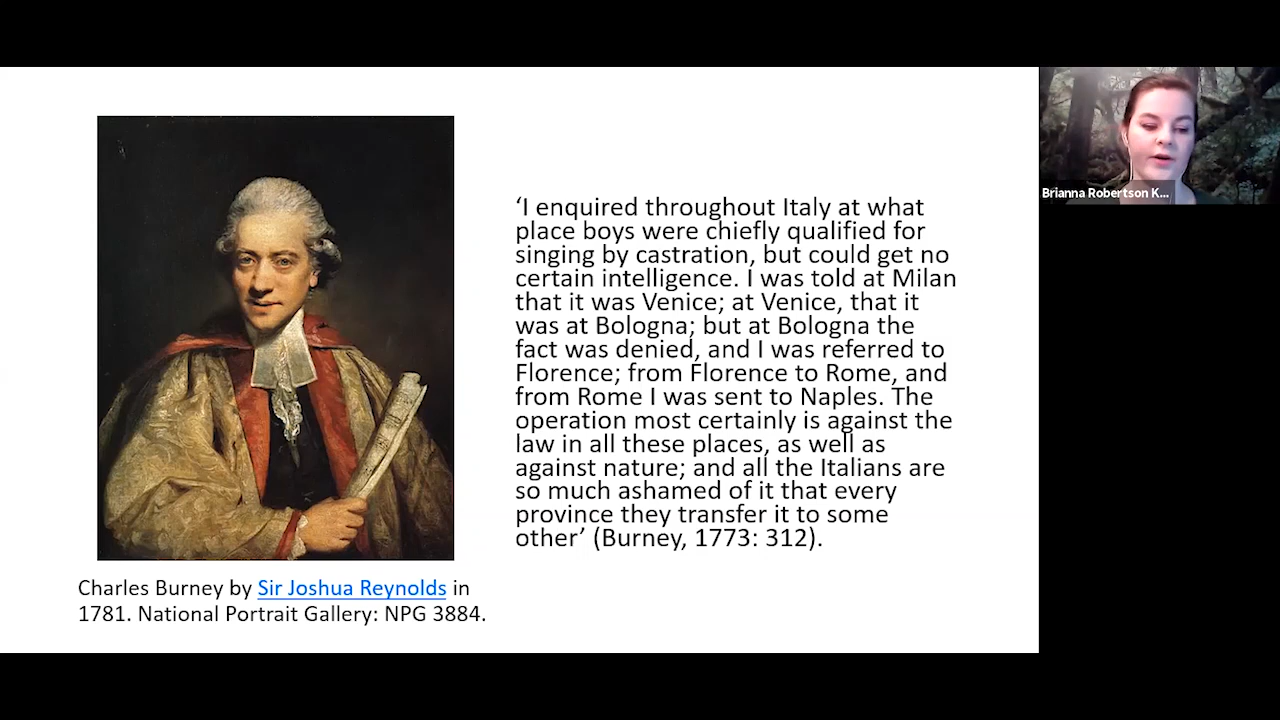 ‘I enquired throughout Italy at what
place boys were chiefly qualified for
singing by castration, but could get no
certain intelligence. I was told at Milan
that it was Venice; at Venice, that it
was at Bologna; but at Bologna the
fact was denied, and I was referred to
Florence; from Florence to Rome, and
from Rome I was sent to Naples. The
operation most certainly is against the
law in all these places, as well as
against nature; and all the Italians are
so much ashamed of it that every
province they transfer it to some
other’ (Burney, 1773: 312).
Charles Burney by Sir Joshua Reynolds in
1781. National Portrait Gallery: NPG 3884.
Brianna Robertson K...